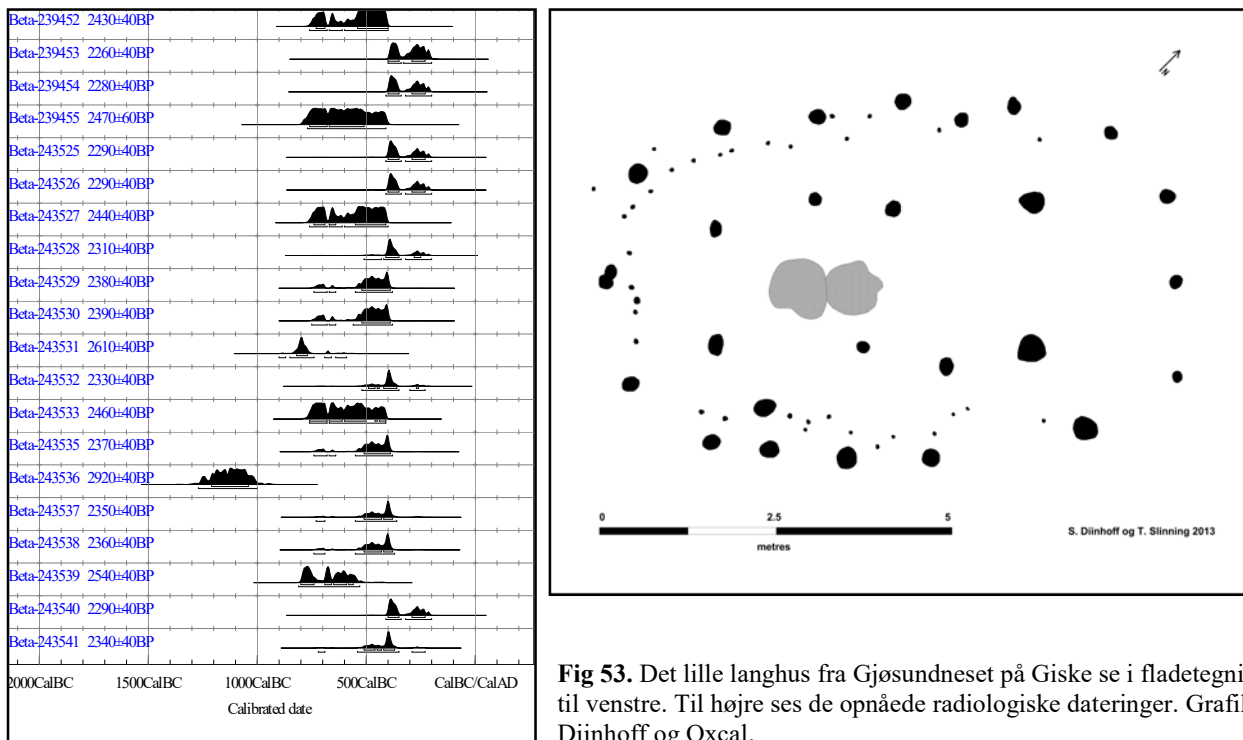 Beta-239452 2430±40BP
Beta-239453 2260±40BP
Beta-239454 2280±40BP
Beta-239455 2470±60BP
Beta-243525 2290±40BP
Beta-243526 2290±40BP
Beta-243527 2440±40BP
Beta-243528 2310±40BP
Beta-243529 2380±40BP
Beta-243530 2390±40BP
Beta-243531 2610±40BP
Beta-243532 2330±40BP
Beta-243533 2460±40BP
Beta-243535 2370±40BP
Beta-243536 2920±40BP
Beta-243537 2350±40BP
Beta-243538 2360±40BP
Beta-243539 2540±40BP
Beta-243540 2290±40BP
Beta-243541 2340±40BP
2000CalBC 1500CalBC 1000CalBC 500CalBC CalBC/CalAD
Calibrated date
N
0 2.5 5
metres
S. Diinhoff og T. Slinning 2013
Fig 53. Det lille langhus fra Gjøsundneset på Giske se i fladetegni
til venstre. Til højre ses de opnåede radiologiske dateringer. Grafil
Diinhoff og Oxcal.